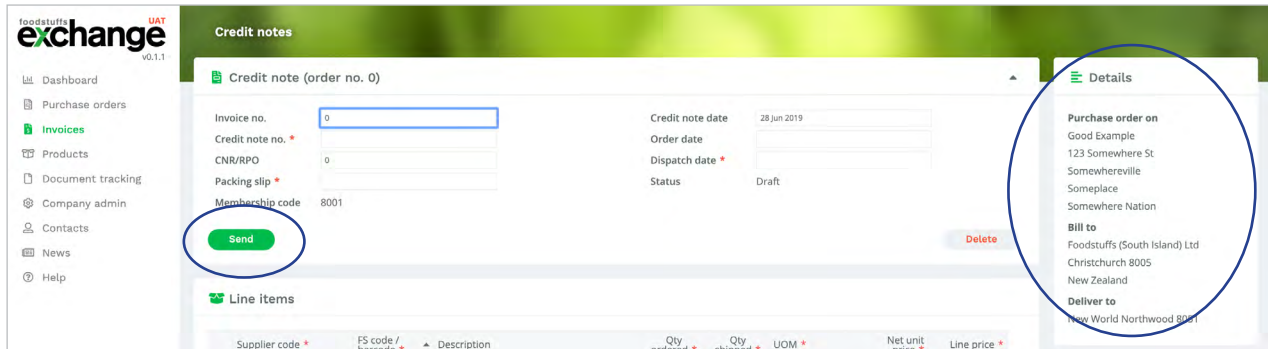 foodstuffs UAT
exchange
v0.1.1
Dashboard
Purchase orders
Invoices
Products
Document tracking
Company admin
Contacts
News
Help
Credit notes
Credit note (order no. 0)
Invoice no. 0
Credit note no. *
CNR/RPO 0
Packing slip *
Membership code 8001
Credit note date 28 Jun 2019
Order date
Dispatch date *
Status Draft
Send
Delete
Line items
Supplier code *
FS code /
barcode *
Description
Qty
ordered *
Qty
shipped *
UOM *
Net unit
price *
Line price *
Details
Purchase order on
Good Example
123 Somewhere St
Somewhereville
Someplace
Somewhere Nation
Bill to
Foodstuffs (South Island) Ltd
Christchurch 8005
New Zealand
Deliver to
New World Northwood 8001